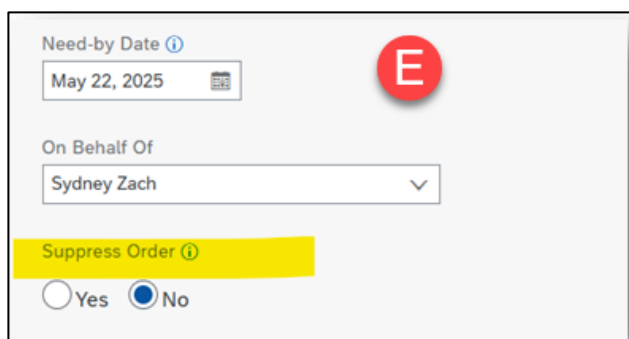 Need-by Date
E
May 22, 2025
On Behalf Of
Sydney Zach
Suppress Order
Yes No